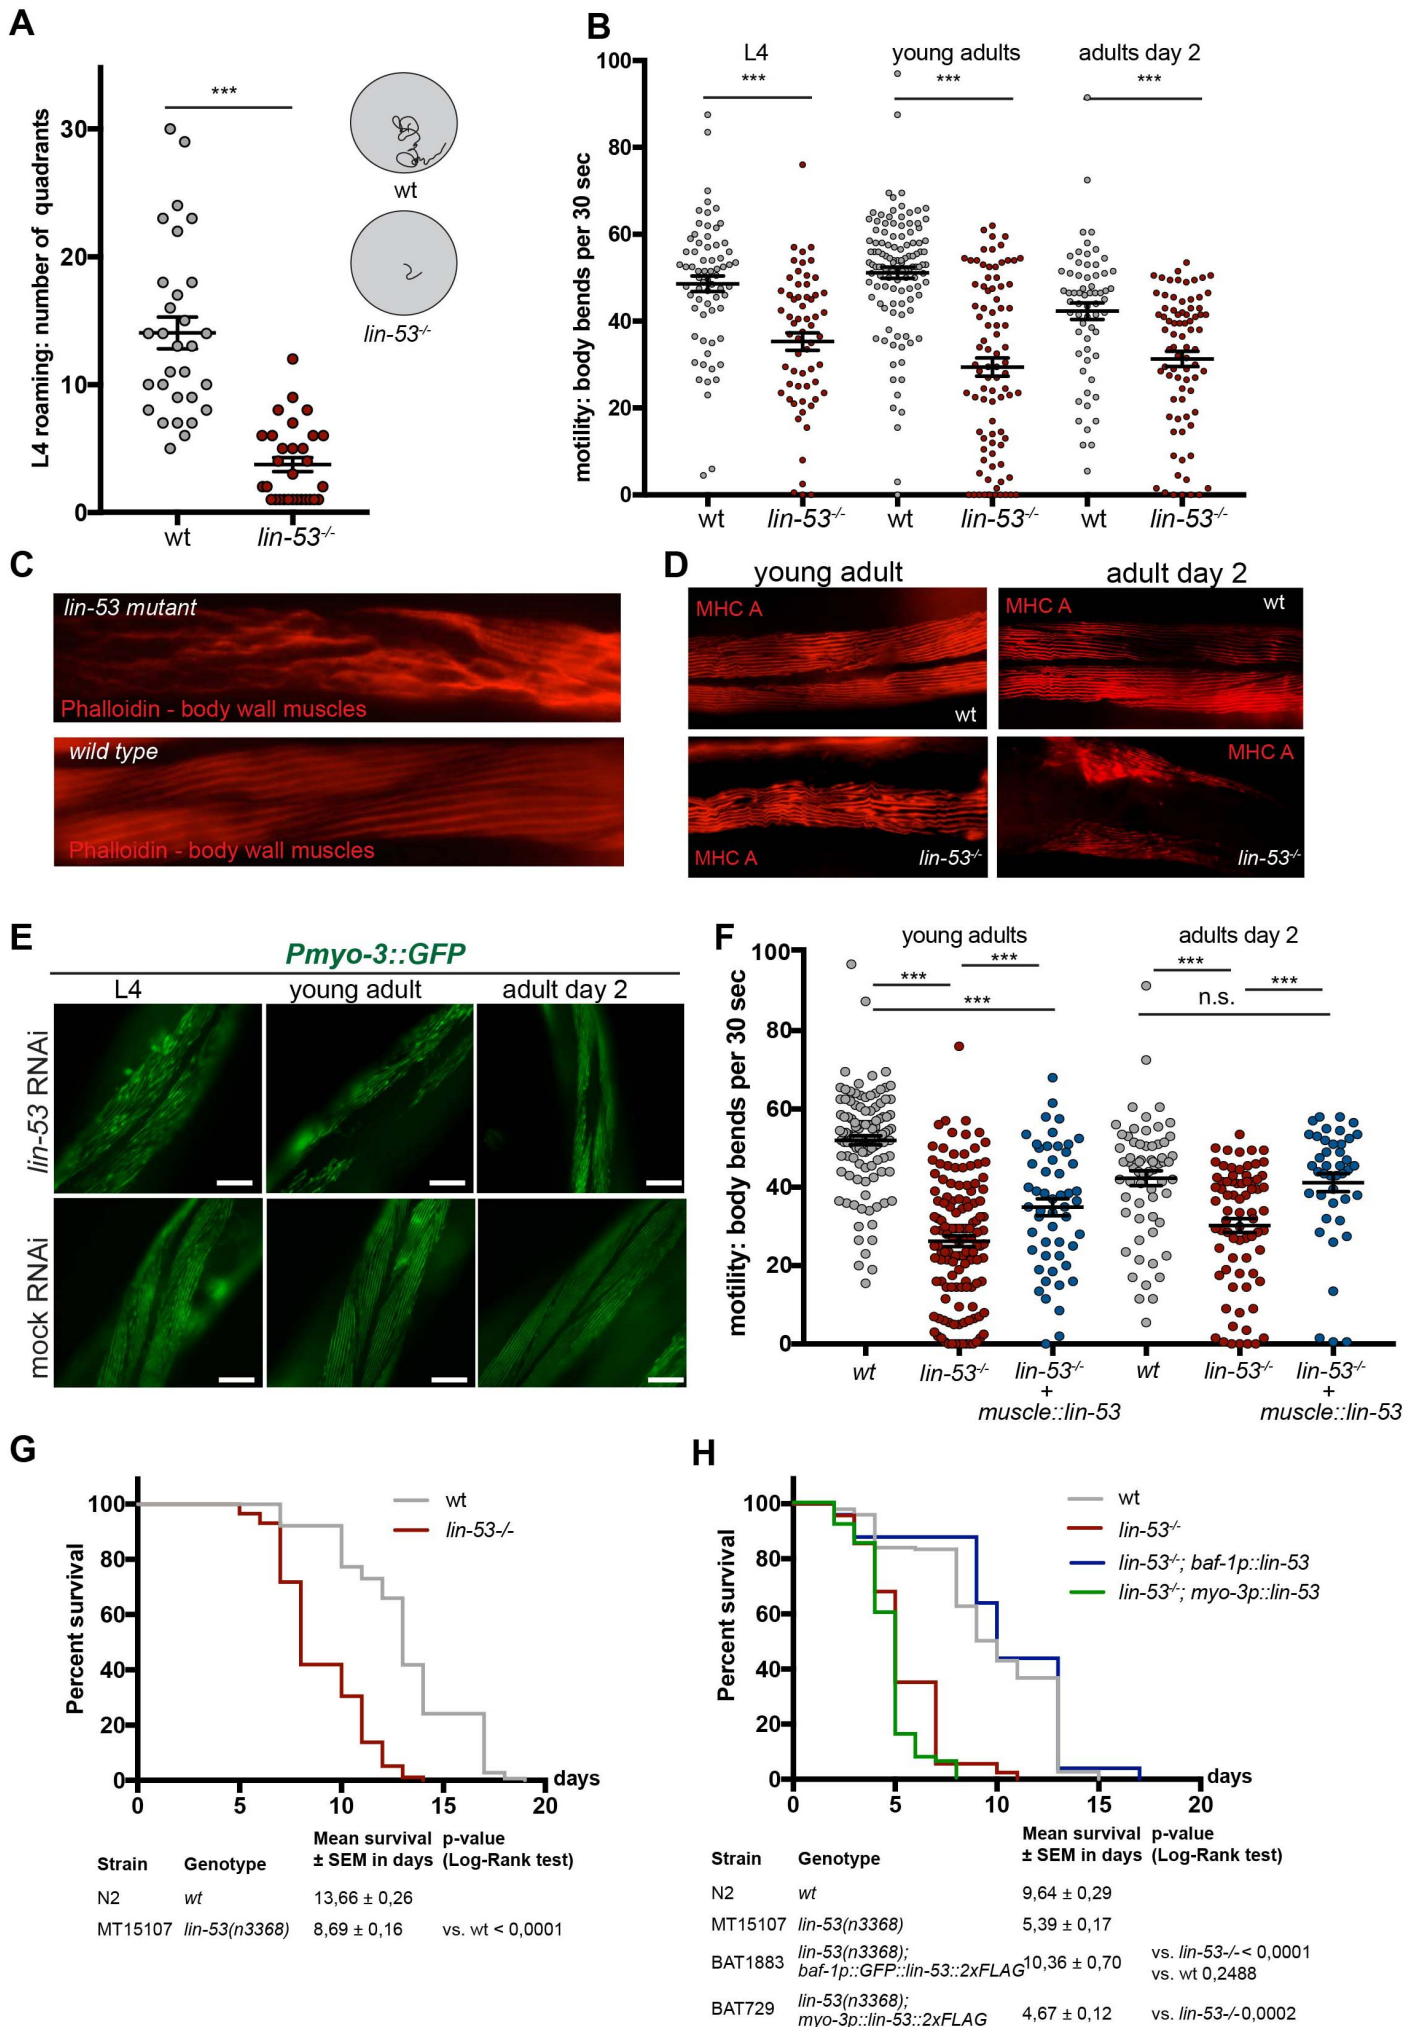 A
L4 roaming: number of quadrants
30
20
10
0
***
wt
lin-53-/-
wt
lin-53-/-
B
motility: body bends per 30 sec
100
80
60
40
20
0
L4
young adults
adults day 2
***
***
***
wt
lin-53-/-
wt
lin-53-/-
wt
lin-53-/-
C
lin-53 mutant
Phalloidin - body wall muscles
wild type
Phalloidin - body wall muscles
D
young adult
adult day 2
MHC A
wt
MHC A
wt
MHC A
lin-53-/-
MHC A
lin-53-/-
E
Pmyo-3::GFP
L4
young adult
adult day 2
lin-53 RNAi
mock RNAi
F
motility: body bends per 30 sec
100
80
60
40
20
0
young adults
adults day 2
***
***
***
***
***
n.s.
wt
lin-53-/-
lin-53-/-
+
muscle::lin-53
wt
lin-53-/-
lin-53-/-
+
muscle::lin-53
G
Percent survival
100
80
60
40
20
0
wt
lin-53-/-
0
5
10
15
20
days
Mean survival p-value
Strain Genotype ± SEM in days (Log-Rank test)
N2 wt 13,66 ± 0,26
MT15107 lin-53(n3368) 8,69 ± 0,16 vs. wt < 0,0001
H
Percent survival
100
80
60
40
20
0
wt
lin-53-/-
lin-53-/-; baf-1p::lin-53
lin-53-/-; myo-3p::lin-53
0
5
10
15
20
days
Mean survival p-value
Strain Genotype ± SEM in days (Log-Rank test)
N2 wt 9,64 ± 0,29
MT15107 lin-53(n3368) 5,39 ± 0,17
BAT1883 lin-53(n3368); baf-1p::GFP::lin-53::2xFLAG 10,36 ± 0,70 vs. lin-53-/-< 0,0001
vs. wt 0,2488
BAT729 lin-53(n3368); myo-3p::lin-53::2xFLAG 4,67 ± 0,12 vs. lin-53-/-0,0002